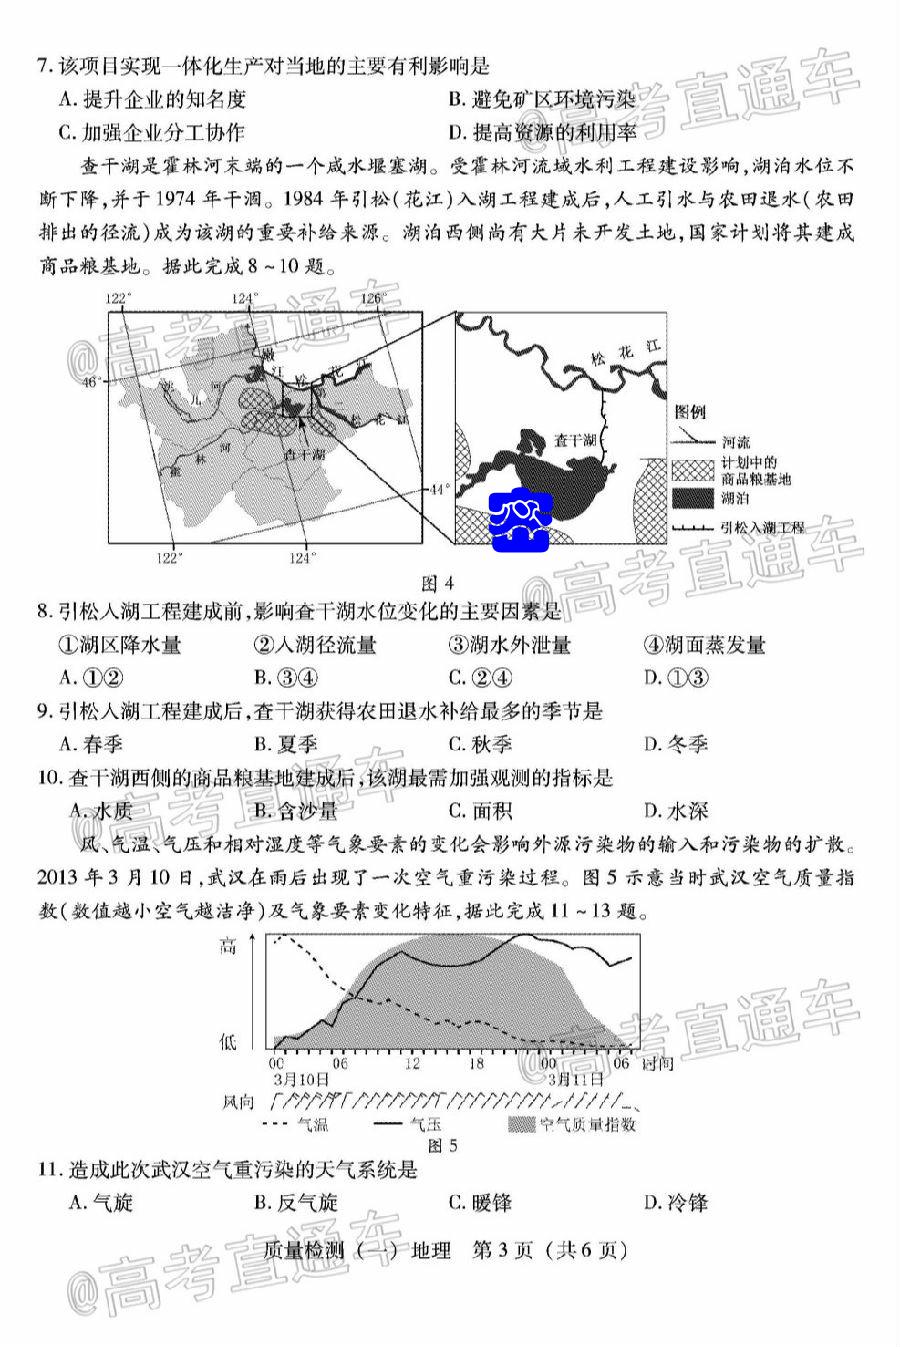 7. 该项目实现一体化生产对当地的主要有利影响是
A. 提升企业的知名度 B. 避免矿区环境污染
C. 加强企业分工协作 D. 提高资源的利用率
查干湖是霍林河末端的一个咸水堰塞湖。受霍林河流域水利工程建设影响,湖泊水位不
断下降,并于1974年干涸。1984年引松(花江)入湖工程建成后,人工引水与农田退水(农田
排出的径流)成为该湖的重要补给来源。湖泊西侧尚有大片未开发土地,国家计划将其建成
商品粮基地。据此完成8~10题。
122° 124° 126°
46°
嫩江
松花江
洮儿河
第二松花江
霍林河
查干湖
44°
122° 124°
松花江
查干湖
图例
河流
计划中的
商品粮基地
湖泊
引松入湖工程
图4
@高考直通车
8. 引松入湖工程建成前,影响查干湖水位变化的主要因素是
①湖区降水量 ②入湖径流量 ③湖水外泄量 ④湖面蒸发量
A. ①② B. ③④ C. ②④ D. ①③
9. 引松入湖工程建成后,查干湖获得农田退水补给最多的季节是
A. 春季 B. 夏季 C. 秋季 D. 冬季
10. 查干湖西侧的商品粮基地建成后,该湖最需加强观测的指标是
A. 水质 B. 含沙量 C. 面积 D. 水深
风、气温、气压和相对湿度等气象要素的变化会影响外源污染物的输入和污染物的扩散。
2013年3月10日,武汉在雨后出现了一次空气重污染过程。图5示意当时武汉空气质量指
数(数值越小空气越洁净)及气象要素变化特征,据此完成11~13题。
高
低
00 06 12 18 00 06 时间
3月10日 3月11日
风向
气温 气压 空气质量指数
图5
11. 造成此次武汉空气重污染的天气系统是
A. 气旋 B. 反气旋 C. 暖锋 D. 冷锋
质量检测(一)地理 第3页(共6页)
@高考直通车